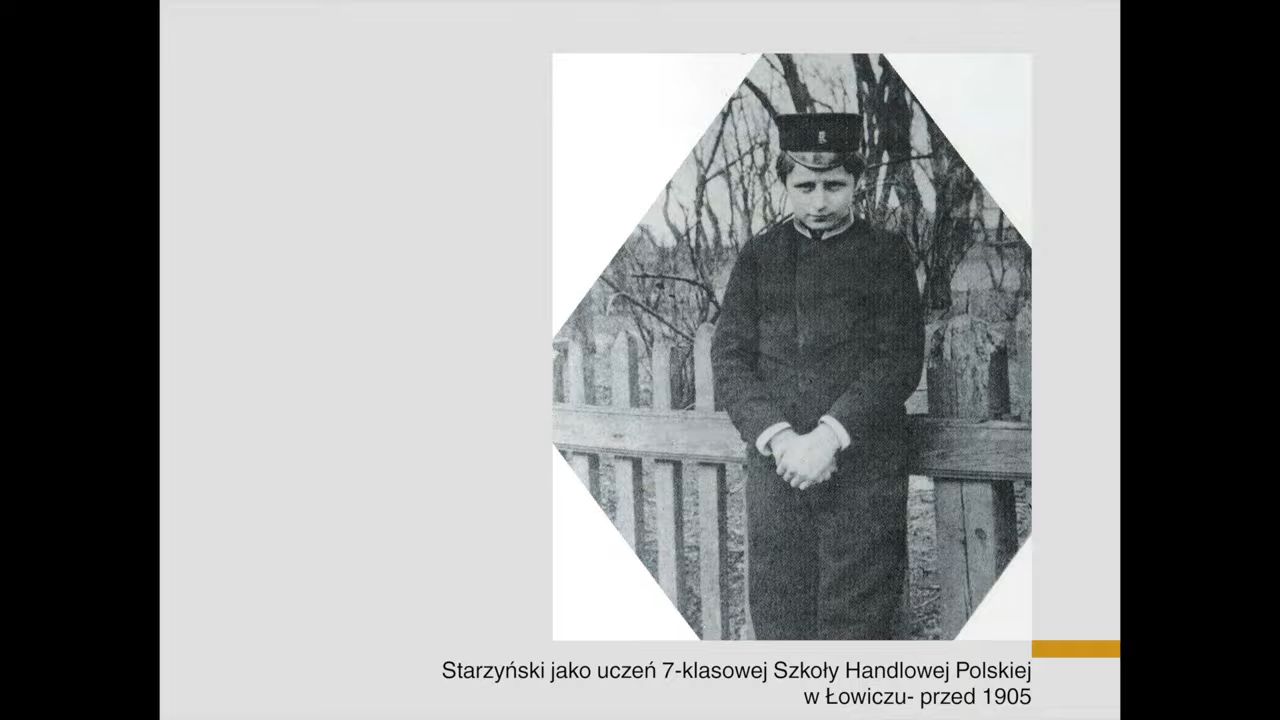 Starzyński jako uczeń 7-klasowej Szkoły Handlowej Polskiej
w Łowiczu- przed 1905